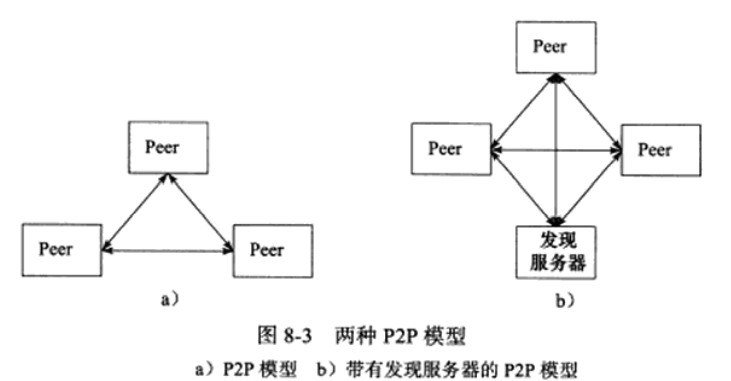 Peer
Peer
Peer
a）
Peer
Peer
Peer
发现
服务器
b）
图 8-3 两种 P2P 模型
a）P2P 模型 b）带有发现服务器的 P2P 模型